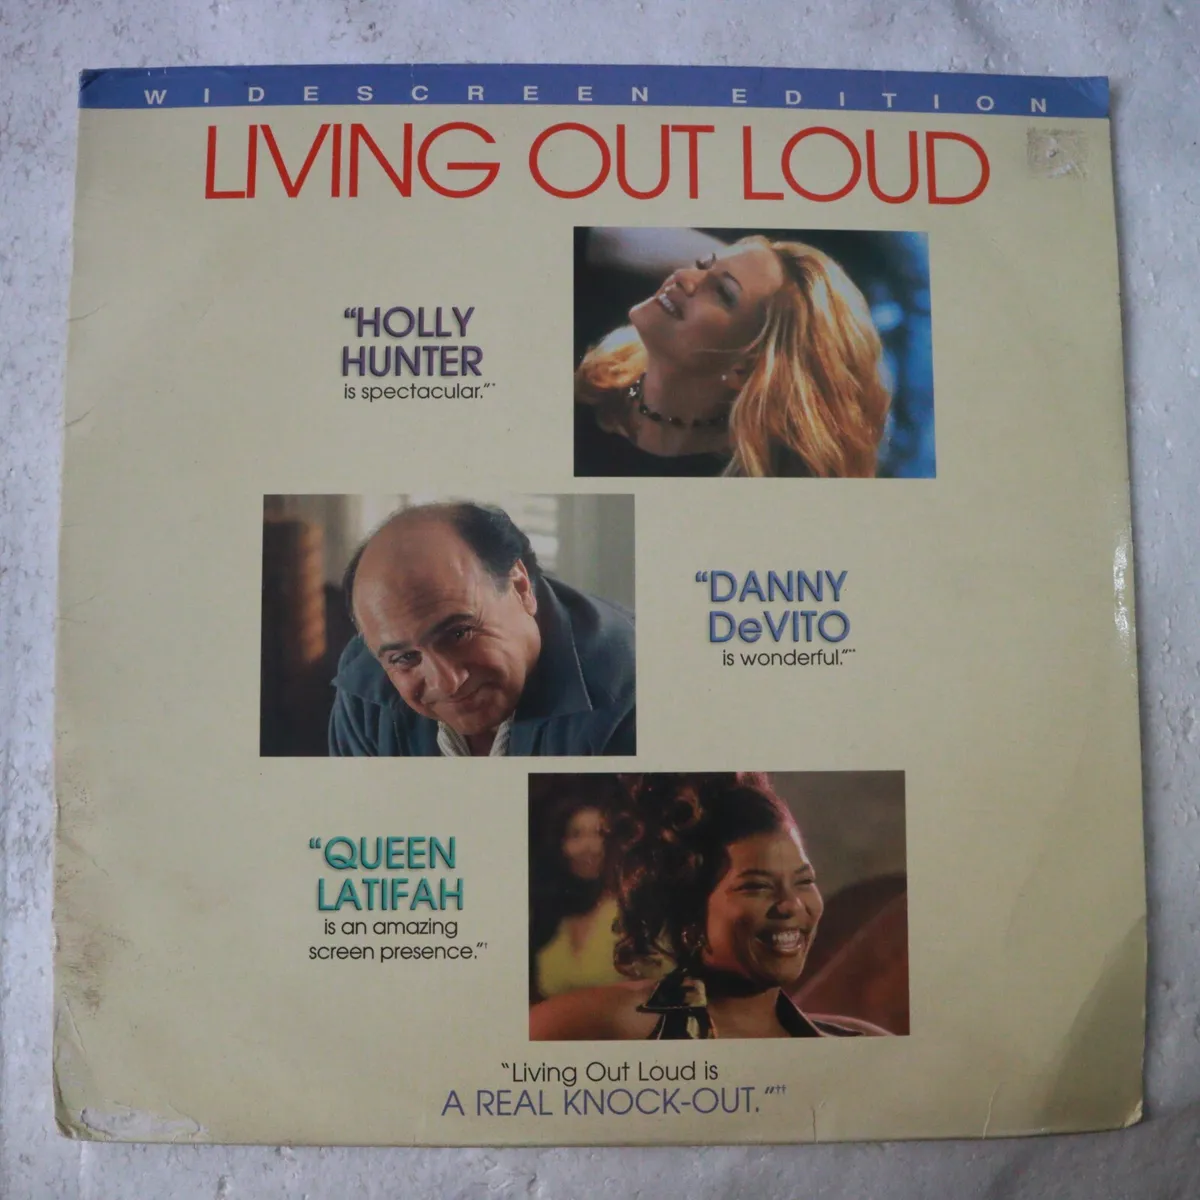 WIDESCREEN EDITION
LIVING OUT LOUD
“HOLLY
HUNTER
is spectacular.”*
“DANNY
DeVITO
is wonderful.”**
“QUEEN
LATIFAH
is an amazing
screen presence.”†
“Living Out Loud is
A REAL KNOCK-OUT.”††